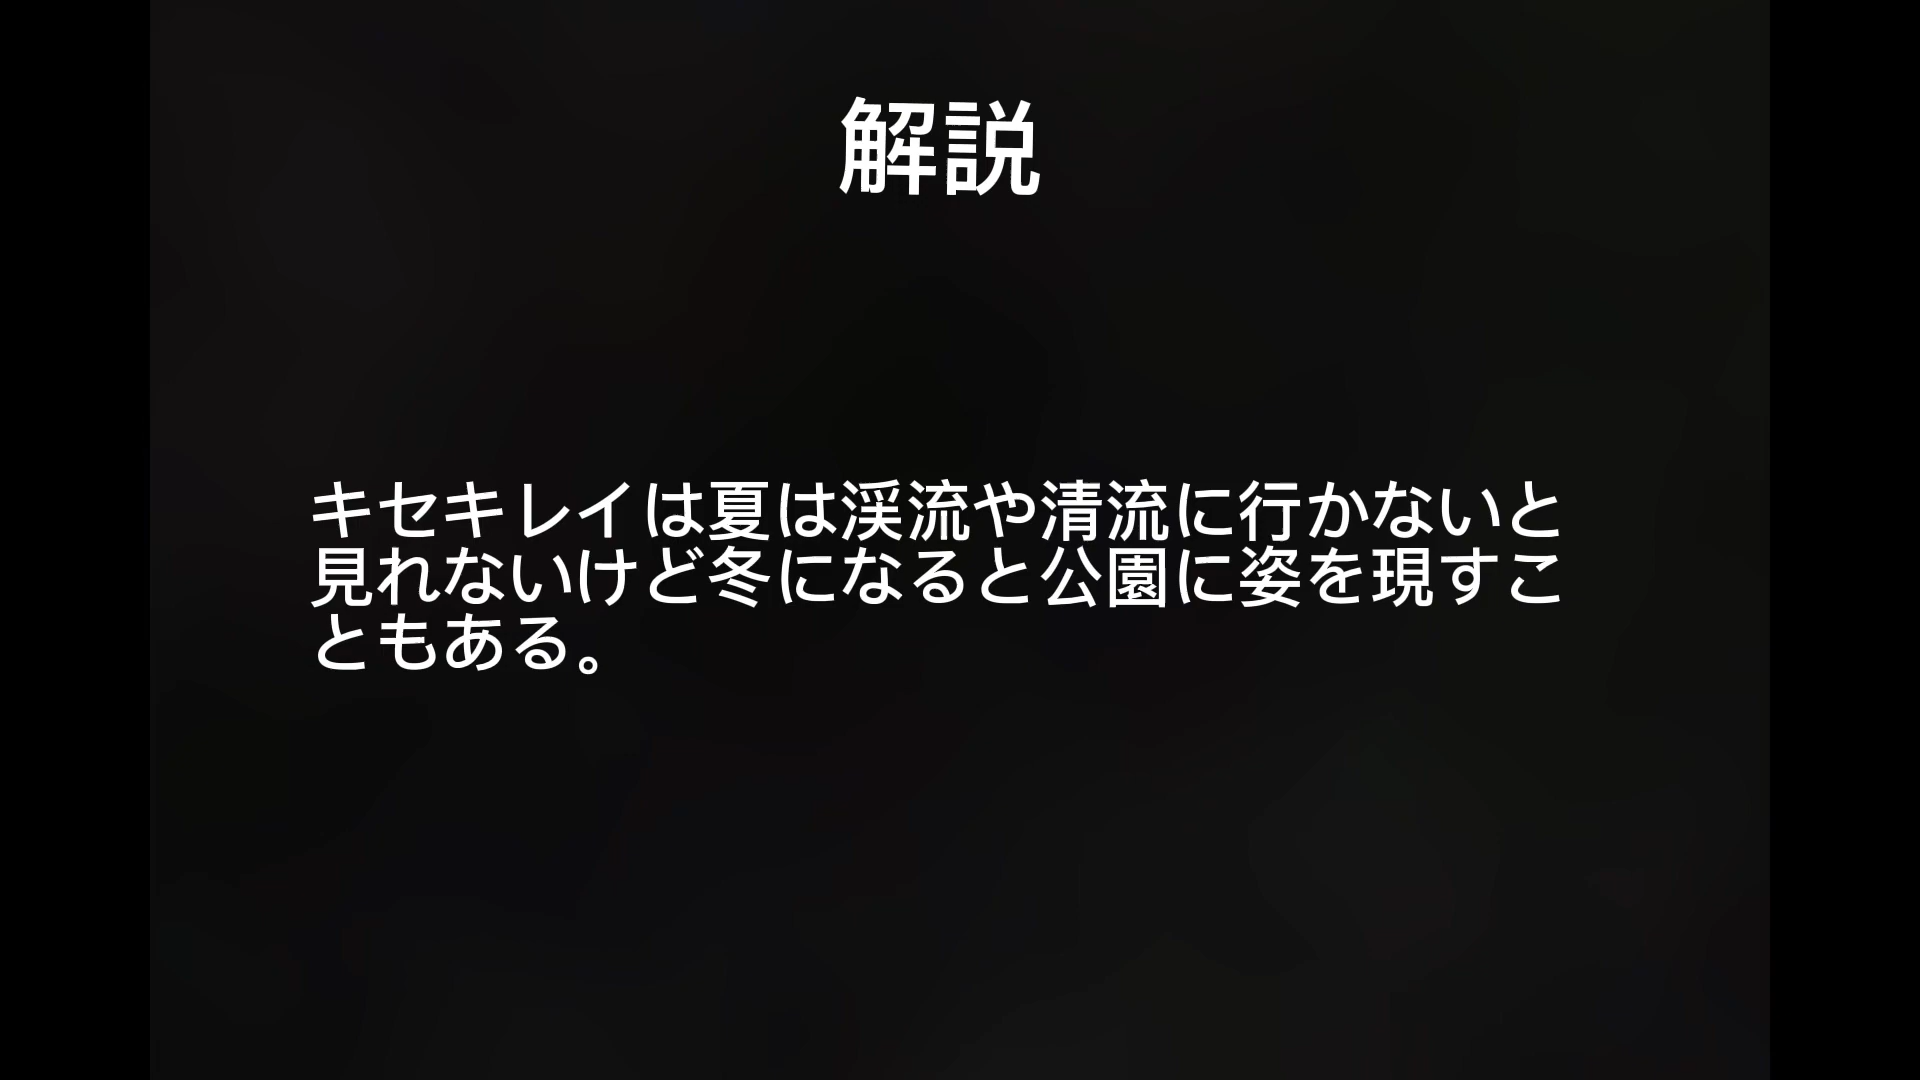 解説
キセキレイは夏は渓流や清流に行かないと
見れないけど冬になると公園に姿を現すこ
ともある。